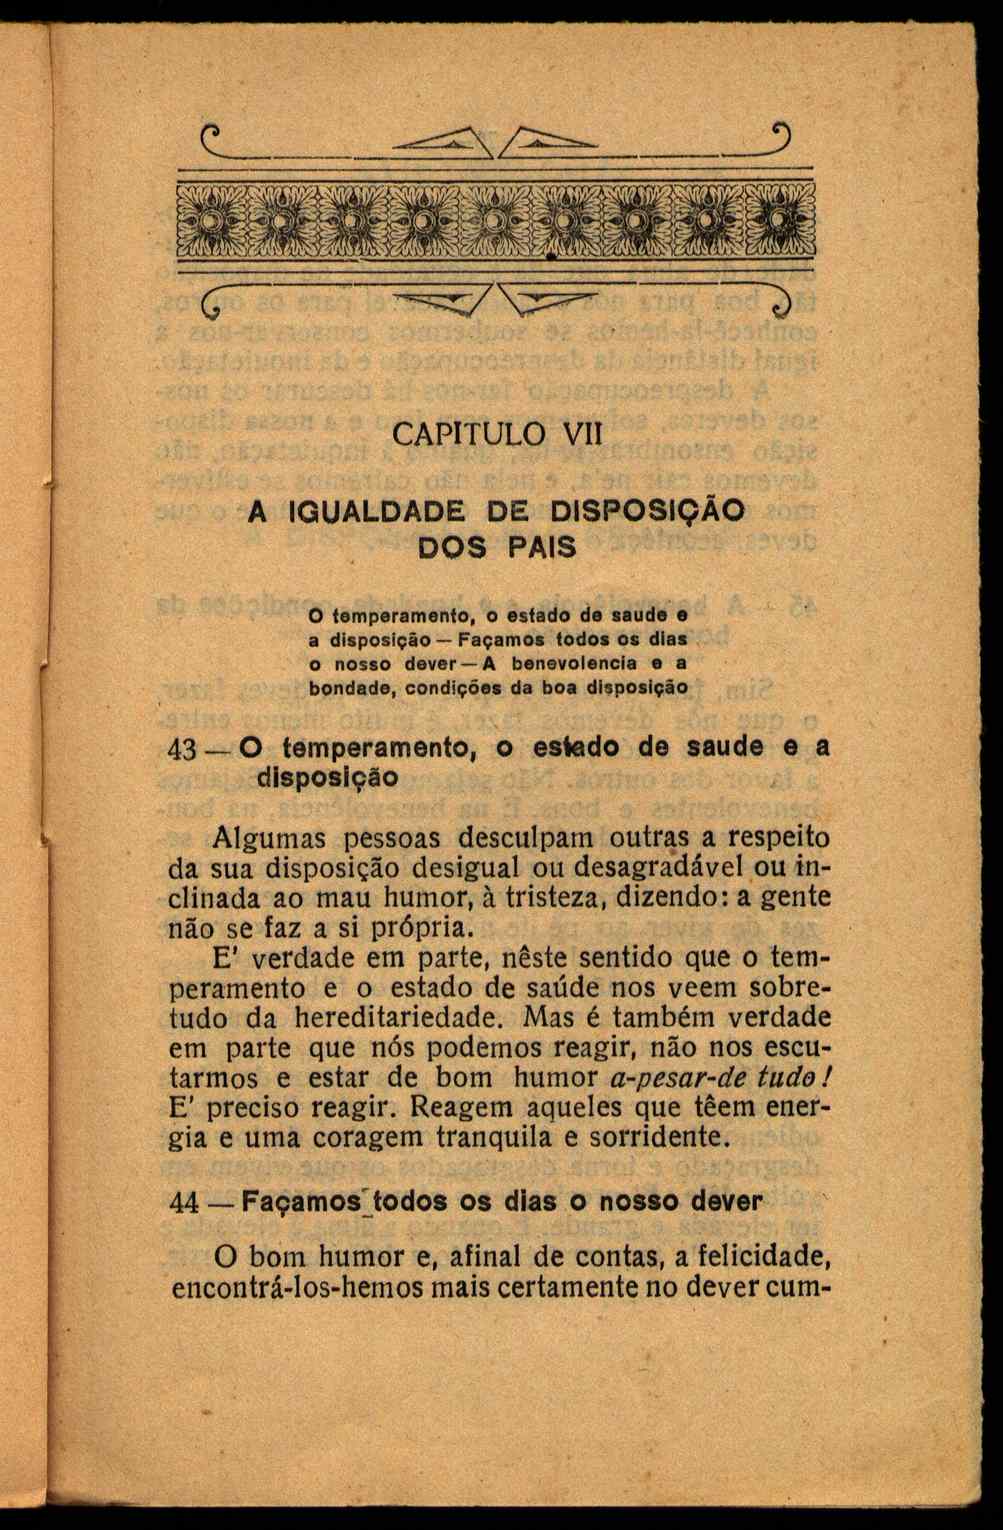 CAPITULO VII
A IGUALDADE DE DISPOSIÇÃO
DOS PAIS
O temperamento, o estado de saude e
a disposição — Façamos todos os dias
o nosso dever — A benevolencia e a
bondade, condições da boa disposição
43 — O temperamento, o estado de saude e a
disposição
Algumas pessoas desculpam outras a respeito
da sua disposição desigual ou desagradável ou in-
clinada ao mau humor, à tristeza, dizendo: a gente
não se faz a si própria.
E' verdade em parte, nêste sentido que o tem-
peramento e o estado de saúde nos veem sobre-
tudo da hereditariedade. Mas é também verdade
em parte que nós podemos reagir, não nos escu-
tarmos e estar de bom humor a-pesar-de tudo!
E' preciso reagir. Reagem aqueles que têem ener-
gia e uma coragem tranquila e sorridente.
44 — Façamos todos os dias o nosso dever
O bom humor e, afinal de contas, a felicidade,
encontrá-los-hemos mais certamente no dever cum-